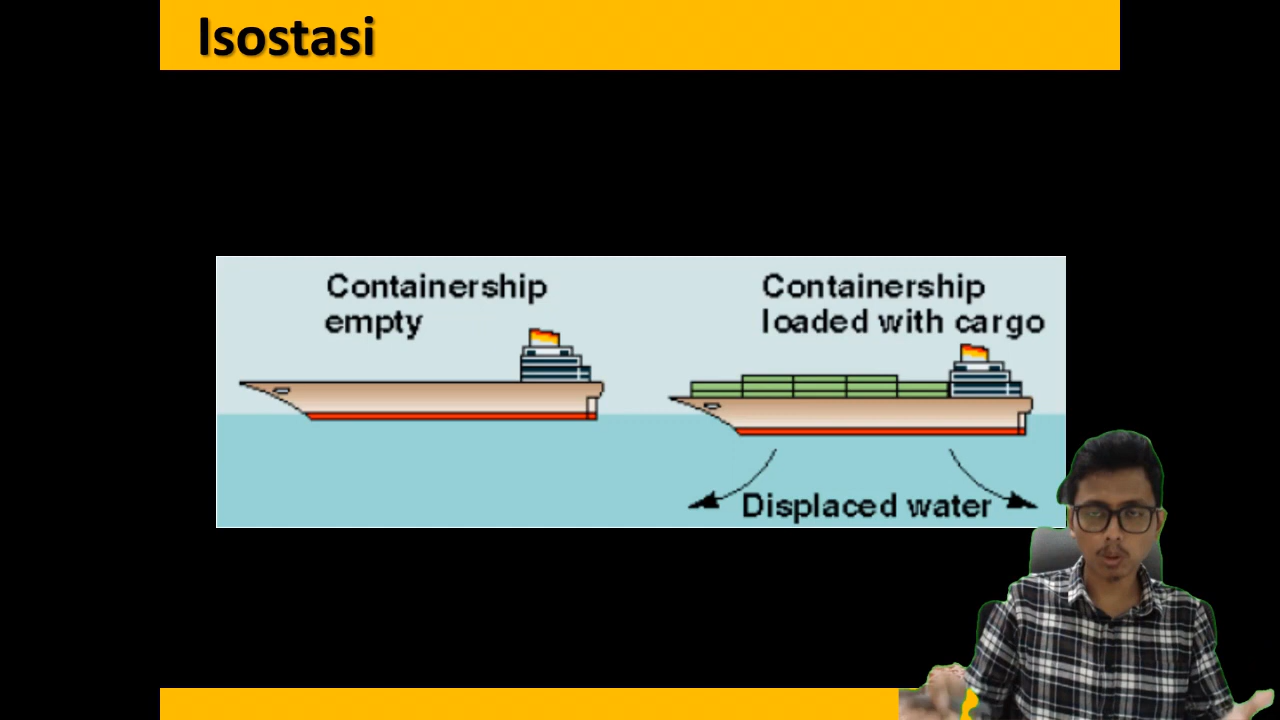 Isostasi
Containership
empty
Containership
loaded with cargo
Displaced water